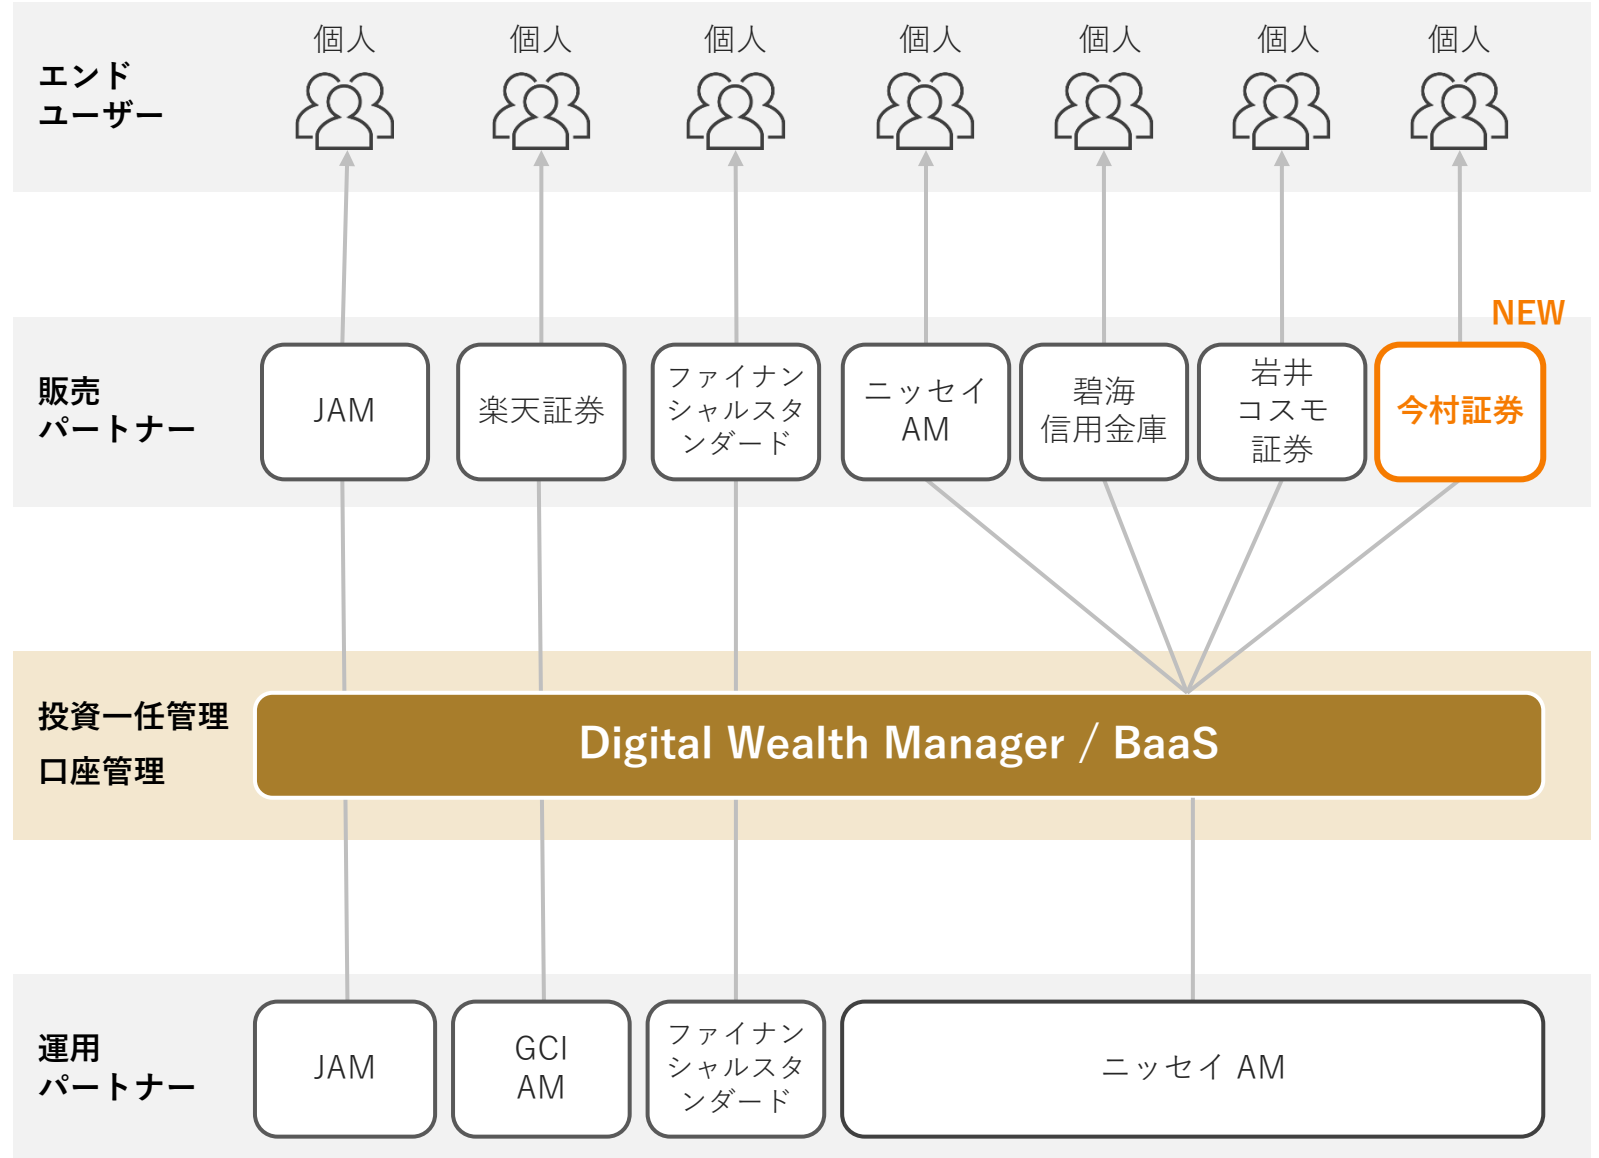 エンド
ユーザー
個人
個人
個人
個人
個人
個人
個人
NEW
販売
パートナー
JAM
楽天証券
ファイナン
シャルスタ
ンダード
ニッセイ
AM
碧海
信用金庫
岩井
コスモ
証券
今村証券
投資一任管理
口座管理
Digital Wealth Manager / BaaS
運用
パートナー
JAM
GCI
AM
ファイナン
シャルスタ
ンダード
ニッセイ AM